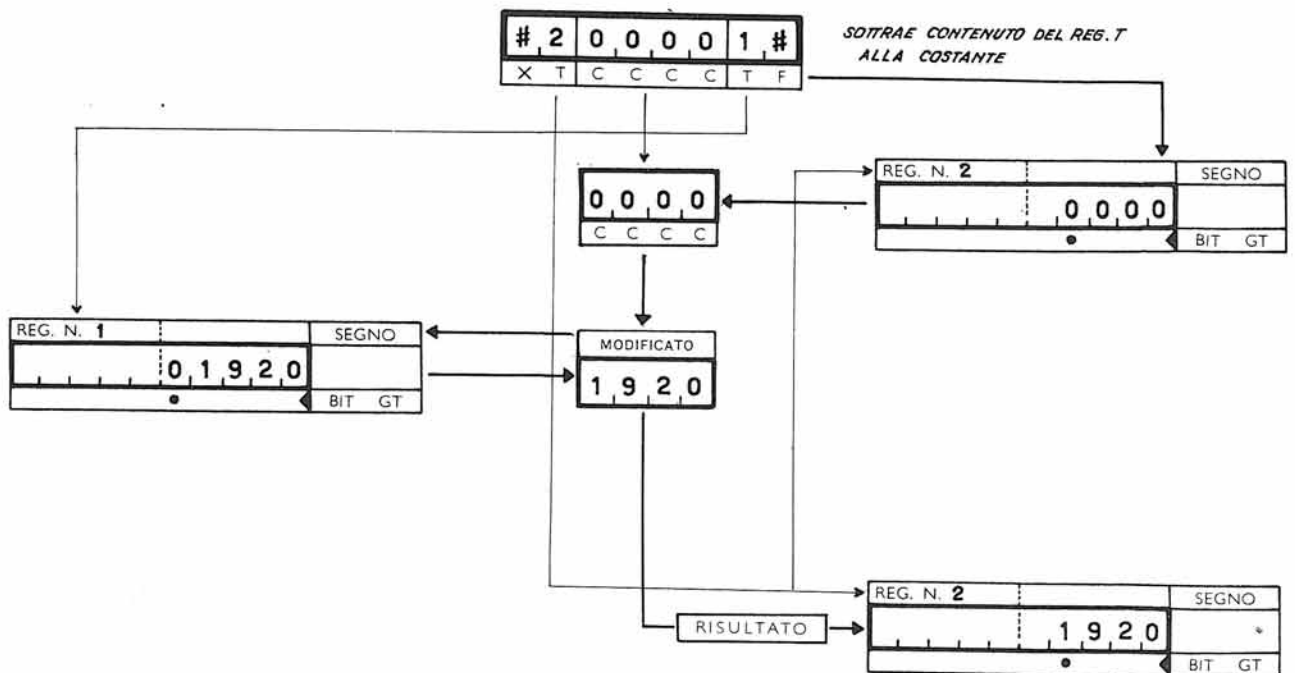 # 2 0 0 0 0 1 #
X T C C C C T F
SOTTRAE CONTENUTO DEL REG. T
ALLA COSTANTE
REG. N. 2 SEGNO
0 0 0 0
BIT GT
0 0 0 0
C C C C
REG. N. 1 SEGNO
0 1 9 2 0
BIT GT
MODIFICATO
1 9 2 0
RISULTATO
REG. N. 2 SEGNO
1 9 2 0
BIT GT